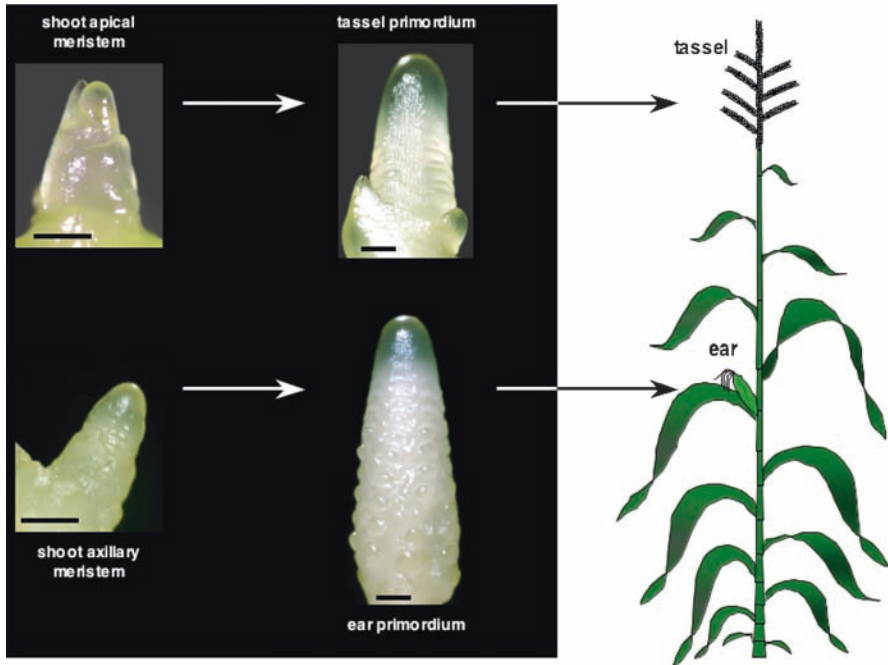 shoot apical
meristem
tassel primordium
tassel
ear
shoot axillary
meristem
ear primordium